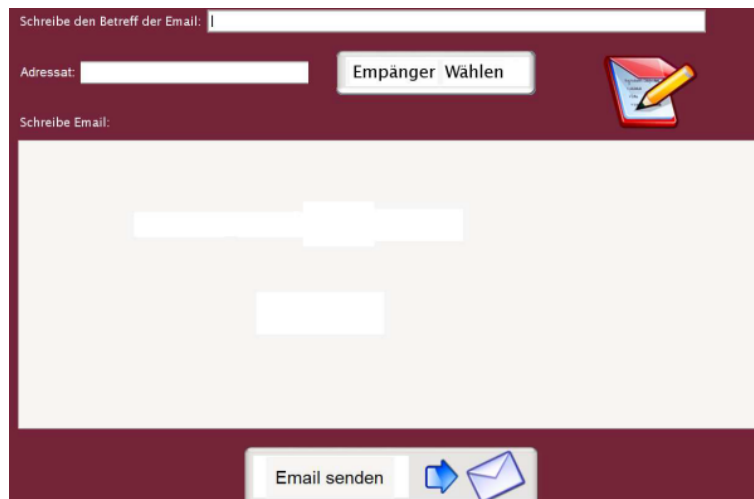 Schreibe den Betreff der Email:
Adressat:
Empänger Wählen
Schreibe Email:
Email senden